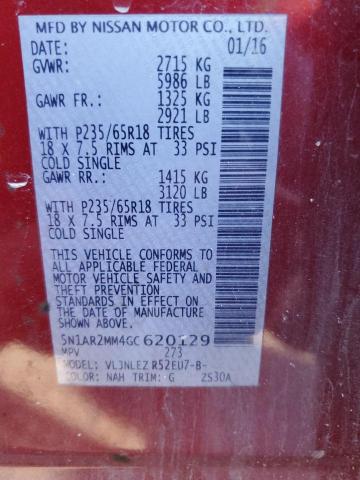 MFD BY NISSAN MOTOR CO., LTD.
DATE: 01/16
GVWR: 2715 KG
5986 LB
GAWR FR.: 1325 KG
2921 LB
WITH P235/65R18 TIRES
18 X 7.5 RIMS AT 33 PSI
COLD SINGLE
GAWR RR: 1415 KG
3120 LB
WITH P235/65R18 TIRES
18 X 7.5 RIMS AT 33 PSI
COLD SINGLE
THIS VEHICLE CONFORMS TO
ALL APPLICABLE FEDERAL
MOTOR VEHICLE SAFETY AND
THEFT PREVENTION
STANDARDS IN EFFECT ON
THE DATE OF MANUFACTURE
SHOWN ABOVE.
5N1AR2MM4GC 620129
MPV 273
MODEL: VLJNLEZ R52EU7-B-
COLOR: NAH TRIM: G ZS30A